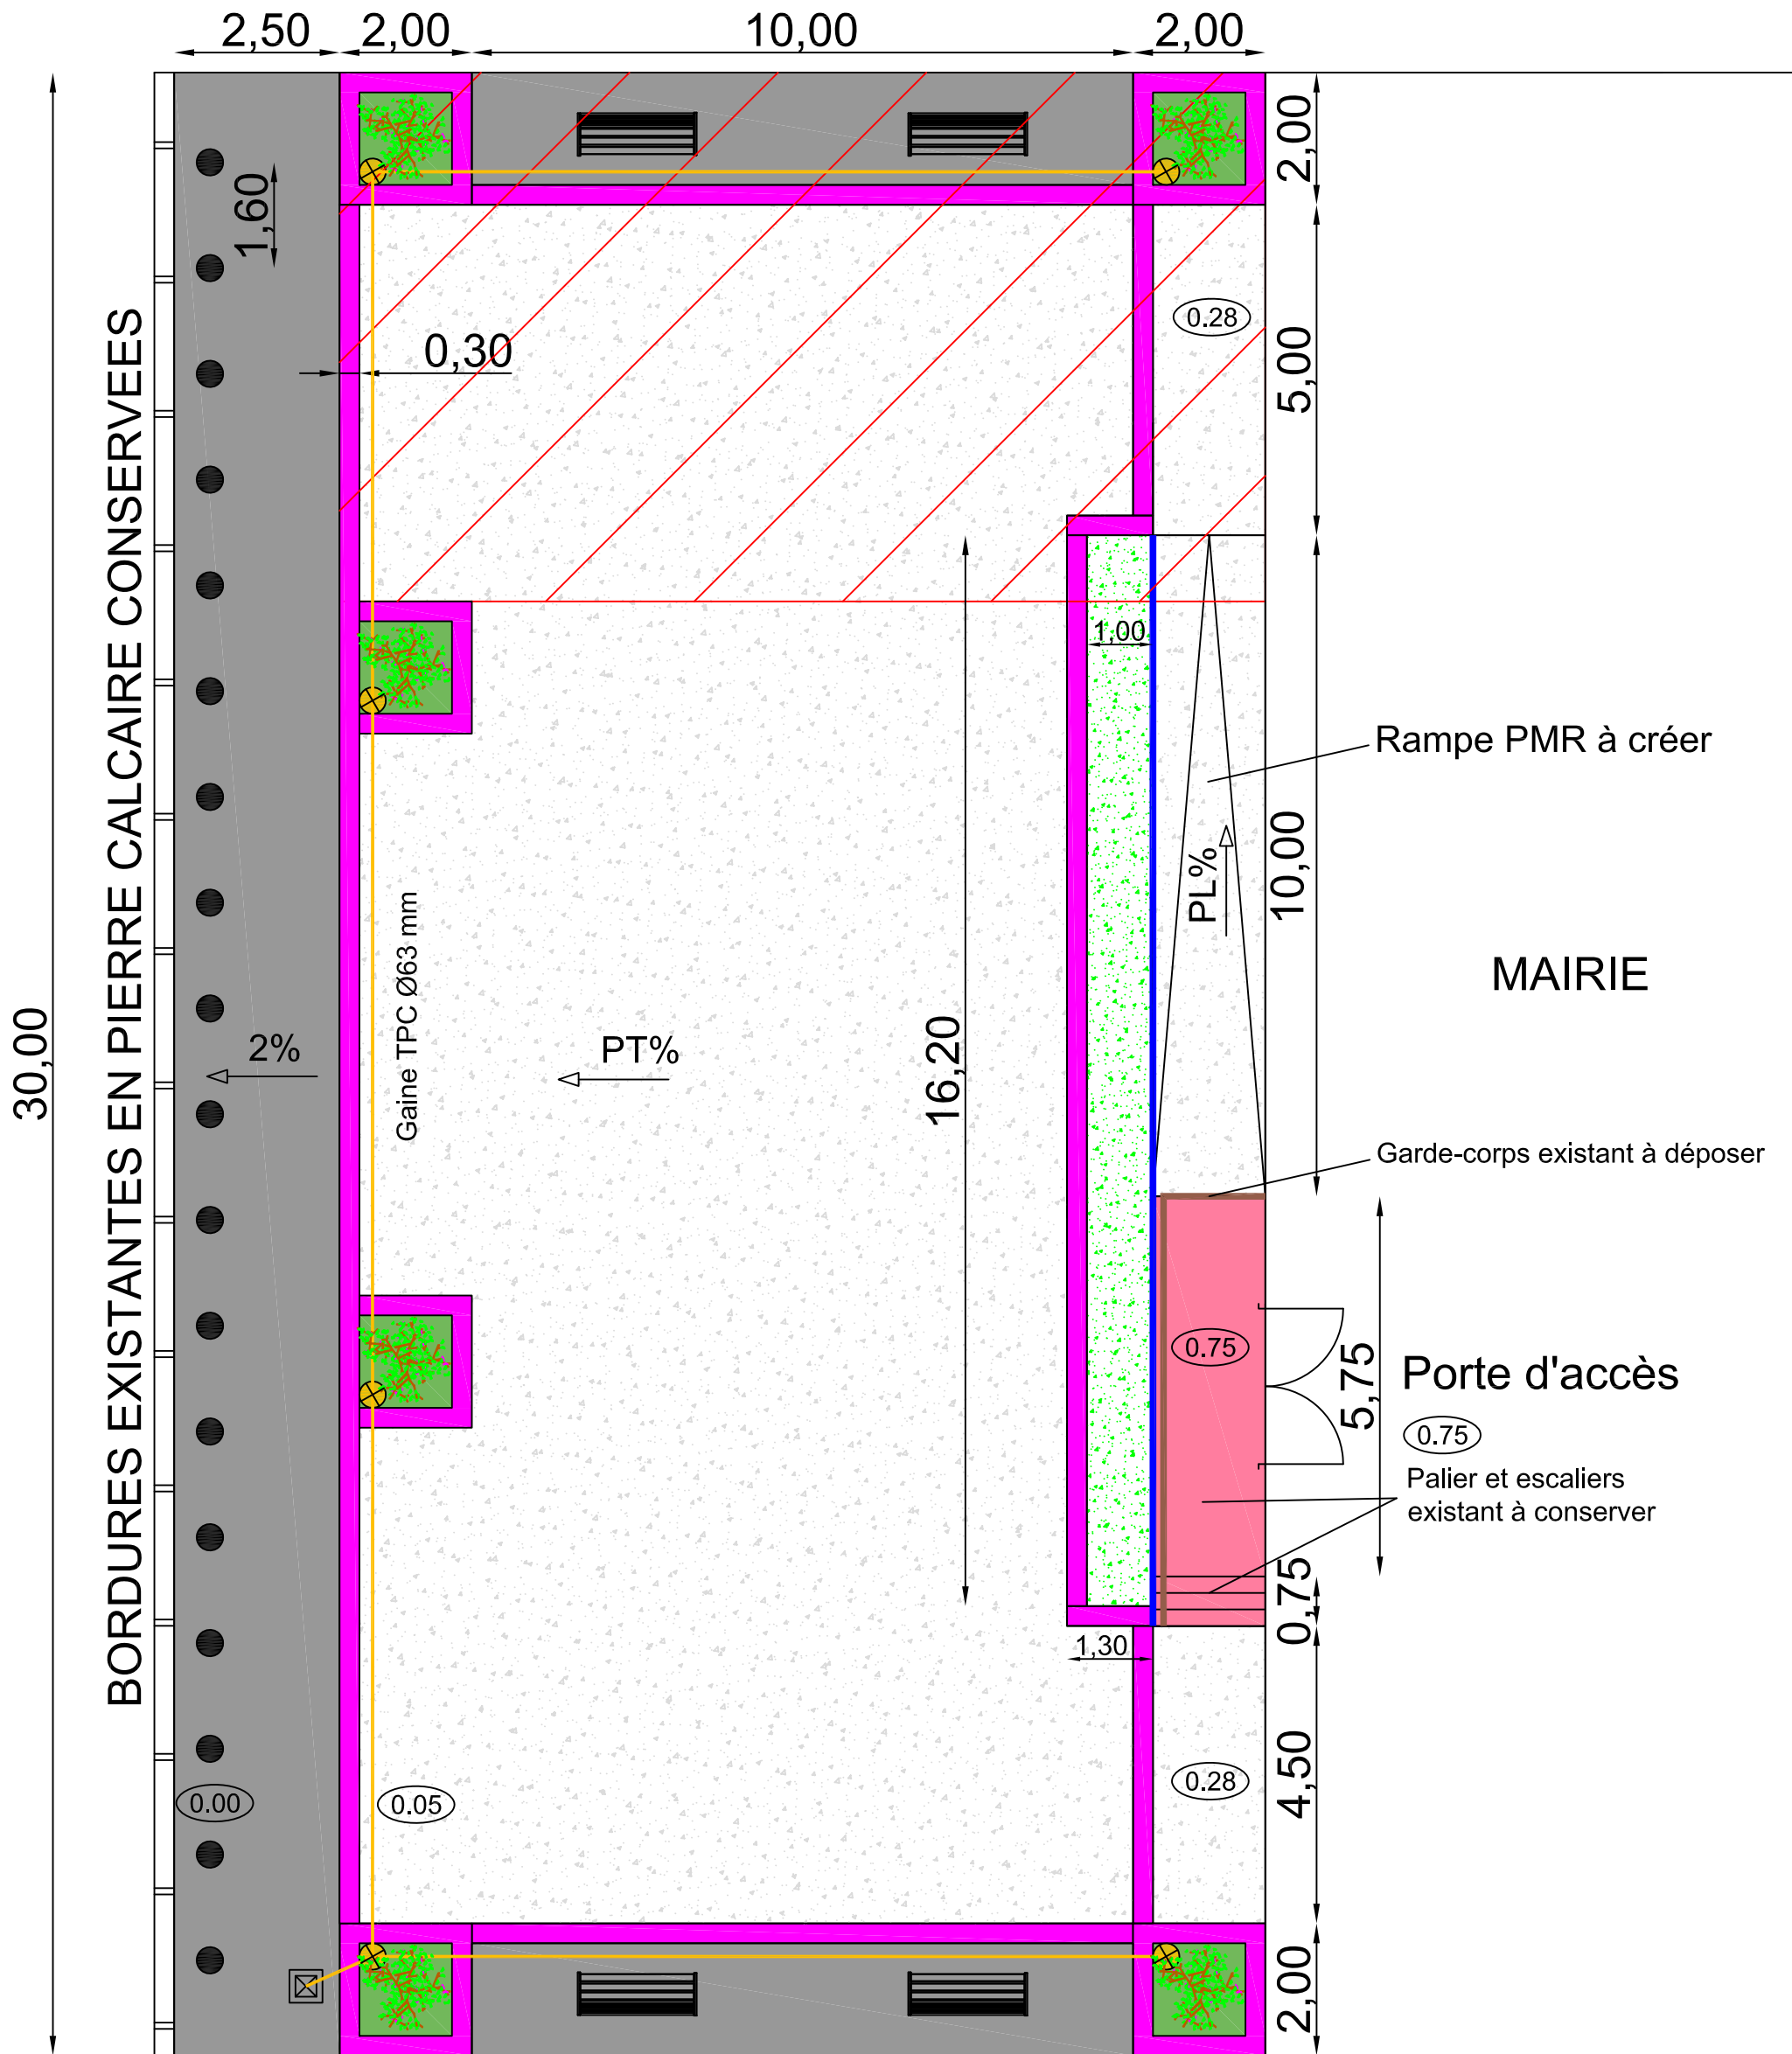 2,50
2,00
10,00
2,00
2,00
1,60
0.28
0,30
5,00
BORDURES EXISTANTES EN PIERRE CALCAIRE CONSERVEES
1,00
Rampe PMR à créer
PL%
10,00
MAIRIE
Gaine TPC Ø63 mm
30,00
2%
PT%
16,20
Garde-corps existant à déposer
0.75
5,75
Porte d'accès
0.75
Palier et escaliers
existant à conserver
0,75
1,30
0.28
4,50
0.00
0.05
2,00